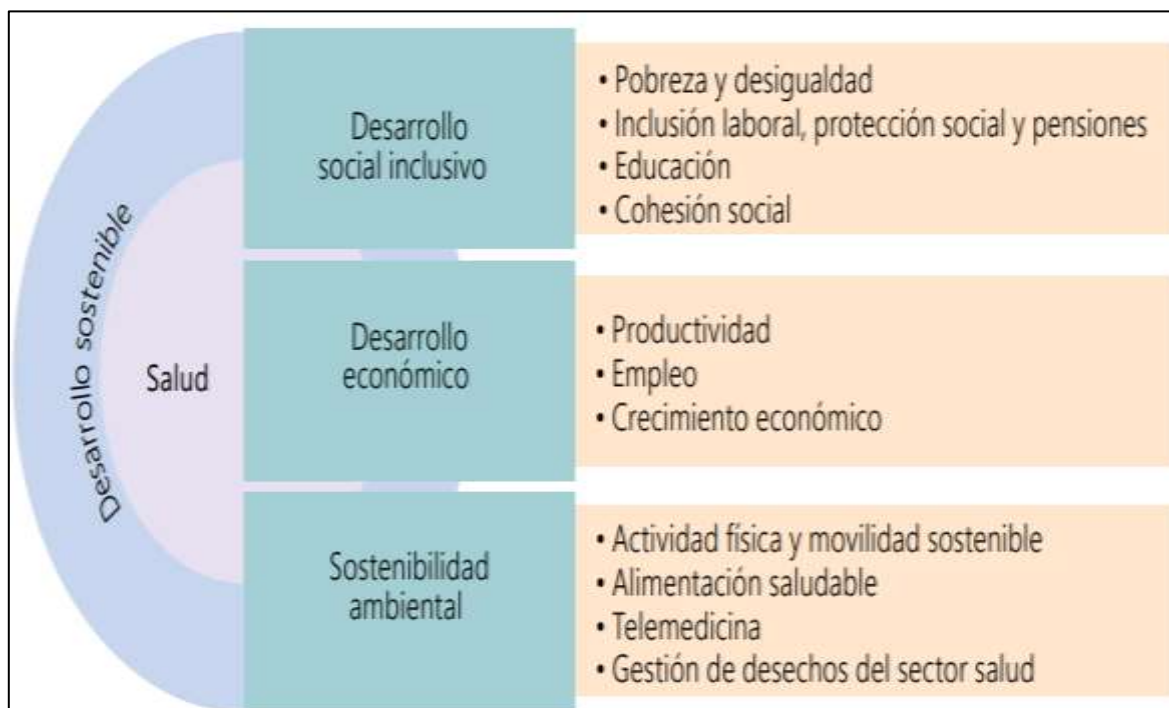 Desarrollo sostenible
Salud
Desarrollo
social inclusivo
• Pobreza y desigualdad
• Inclusión laboral, protección social y pensiones
• Educación
• Cohesión social
Desarrollo
económico
• Productividad
• Empleo
• Crecimiento económico
Sostenibilidad
ambiental
• Actividad física y movilidad sostenible
• Alimentación saludable
• Telemedicina
• Gestión de desechos del sector salud